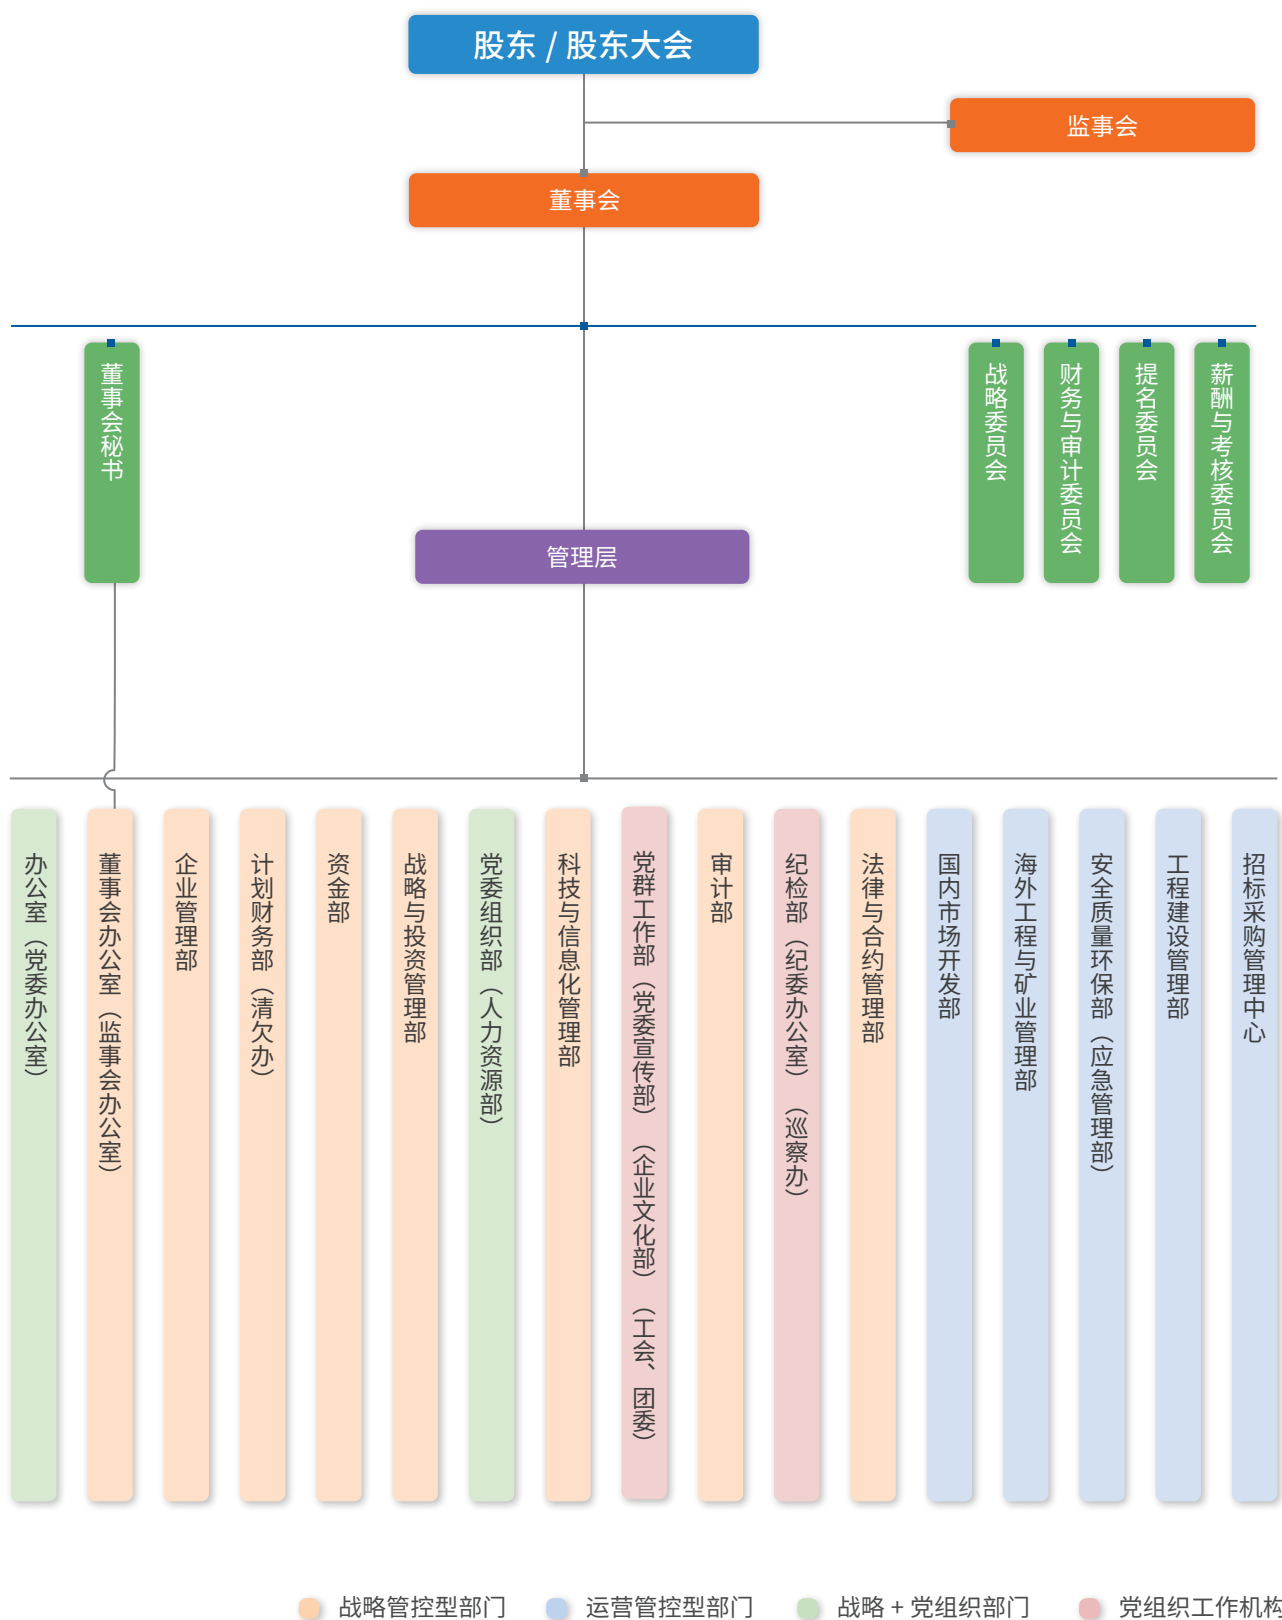 股东 / 股东大会
监事会
董事会
董事会秘书
战略委员会
财务与审计委员会
提名委员会
薪酬与考核委员会
管理层
办公室（党委办公室）
董事会办公室（监事会办公室）
企业管理部
计划财务部（清欠办）
资金部
战略与投资管理部
党委组织部（人力资源部）
科技与信息化管理部
党群工作部（党委宣传部）（企业文化部）（工会、团委）
审计部
纪检部（纪委办公室）（巡察办）
法律与合约管理部
国内市场开发部
海外工程与矿业管理部
安全质量环保部（应急管理部）
工程建设管理部
招标采购管理中心
战略管控型部门
运营管控型部门
战略 + 党组织部门
党组织工作机构